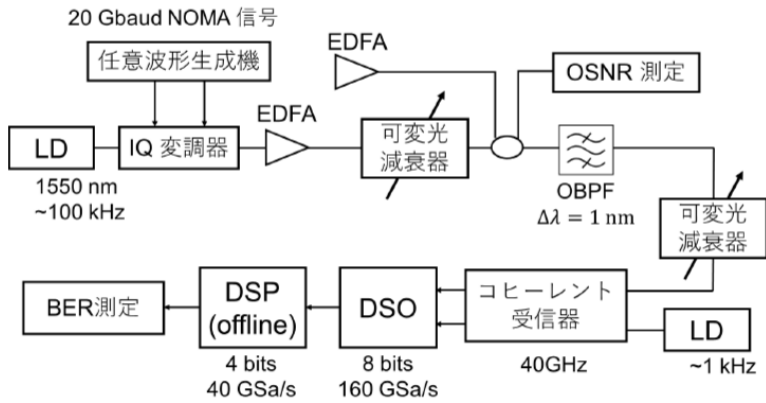 20 Gbaud NOMA 信号
任意波形生成機
EDFA
EDFA
OSNR 測定
LD
IQ 変調器
可変光
減衰器
1550 nm
~100 kHz
OBPF
Δλ = 1 nm
可変光
減衰器
BER測定
DSP
(offline)
DSO
コヒーレント
受信器
LD
4 bits
40 GSa/s
8 bits
160 GSa/s
40GHz
~1 kHz